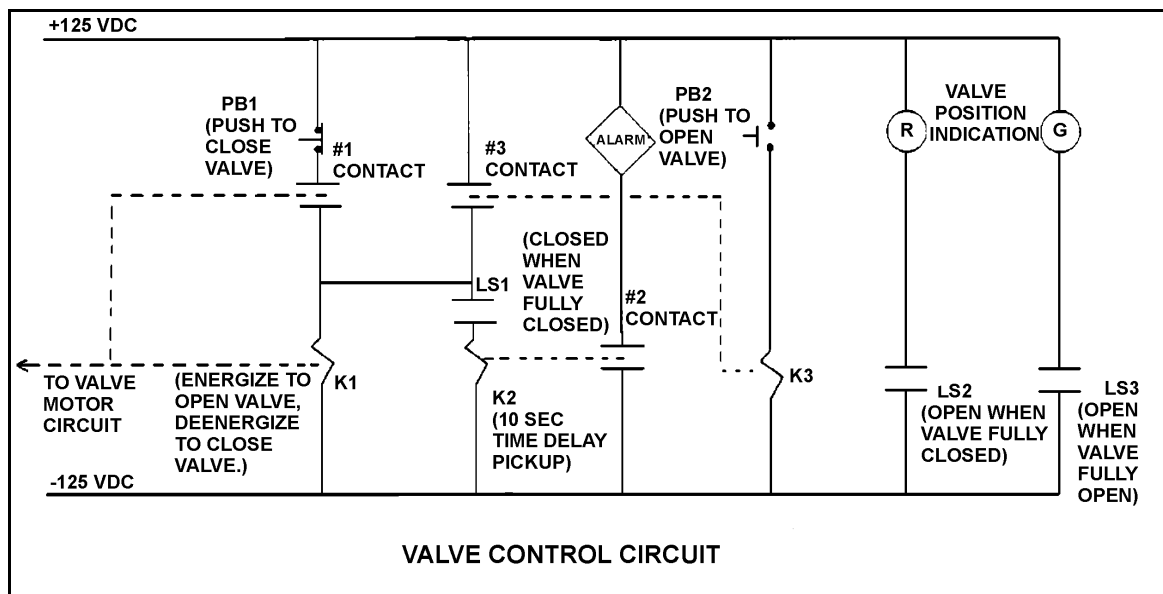 +125 VDC
PB1
(PUSH TO
CLOSE
VALVE)
#1
CONTACT
#3
CONTACT
ALARM
PB2
(PUSH TO
OPEN
VALVE)
R
VALVE
POSITION
INDICATION
G
LS1
(CLOSED
WHEN
VALVE
FULLY
CLOSED)
#2
CONTACT
TO VALVE
MOTOR
CIRCUIT
(ENERGIZE TO
OPEN VALVE,
DEENERGIZE
TO CLOSE
VALVE.)
K1
K2
(10 SEC
TIME DELAY
PICKUP)
K3
LS2
(OPEN WHEN
VALVE FULLY
CLOSED)
LS3
(OPEN
WHEN
VALVE
FULLY
OPEN)
-125 VDC
VALVE CONTROL CIRCUIT